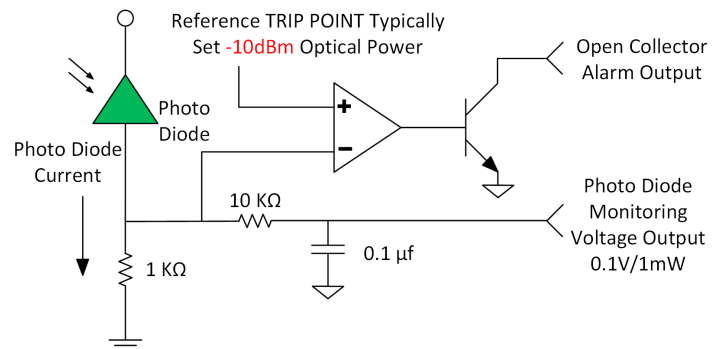 Reference TRIP POINT Typically
Set -10dBm Optical Power
Open Collector
Alarm Output
Photo
Diode
+
−
Photo Diode
Current
10 KΩ
Photo Diode
Monitoring
Voltage Output
0.1V/1mW
0.1 µf
1 KΩ